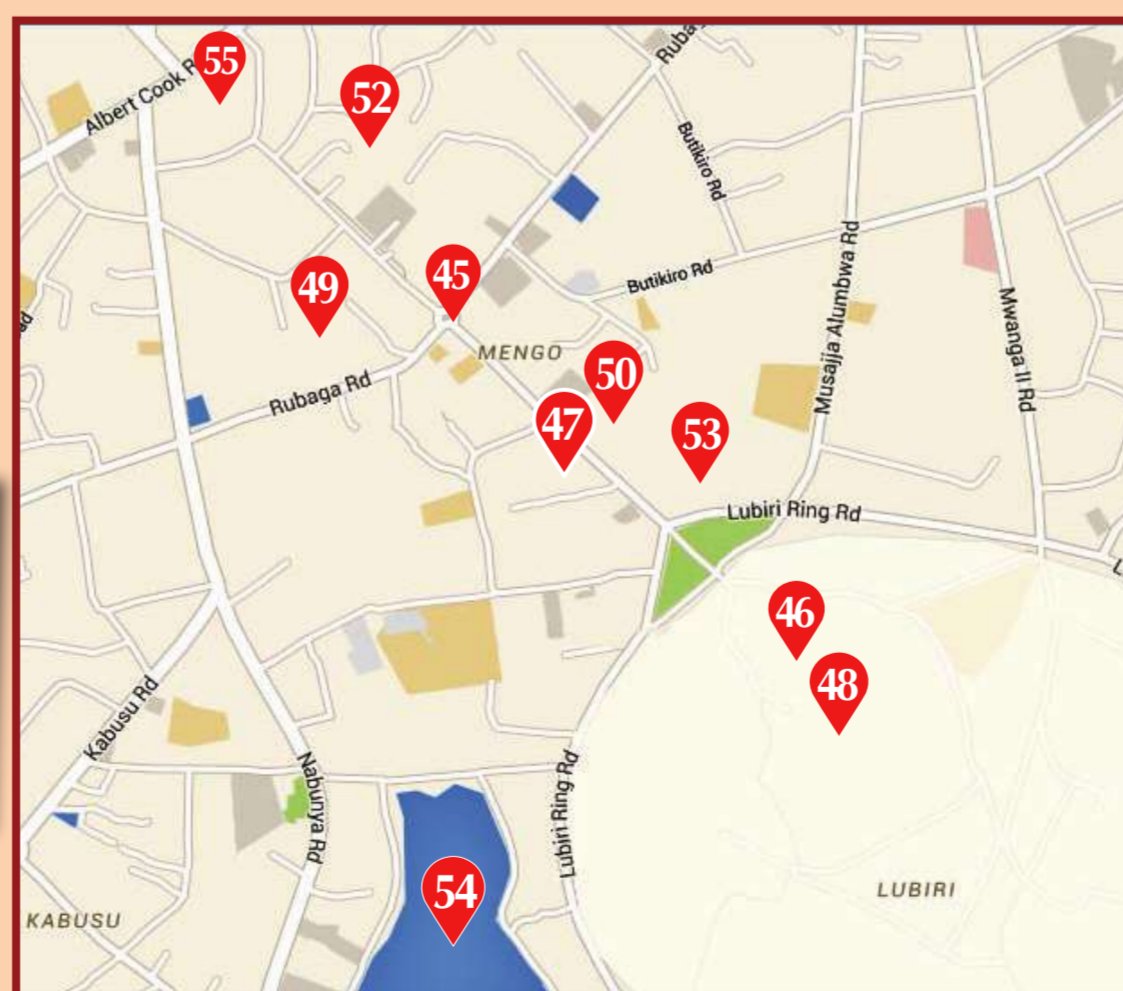 Albert Cook R
55
52
Ruba
Butikiro Rd
49
45
MENGO
Butikiro Rd
Musajja Alumbwa Rd
Mwanga II Rd
Rubaga Rd
50
47
53
Lubiri Ring Rd
46
48
Kabusu Rd
Nabunya Rd
Lubiri Ring Rd
54
LUBIRI
KABUSU
ad
L